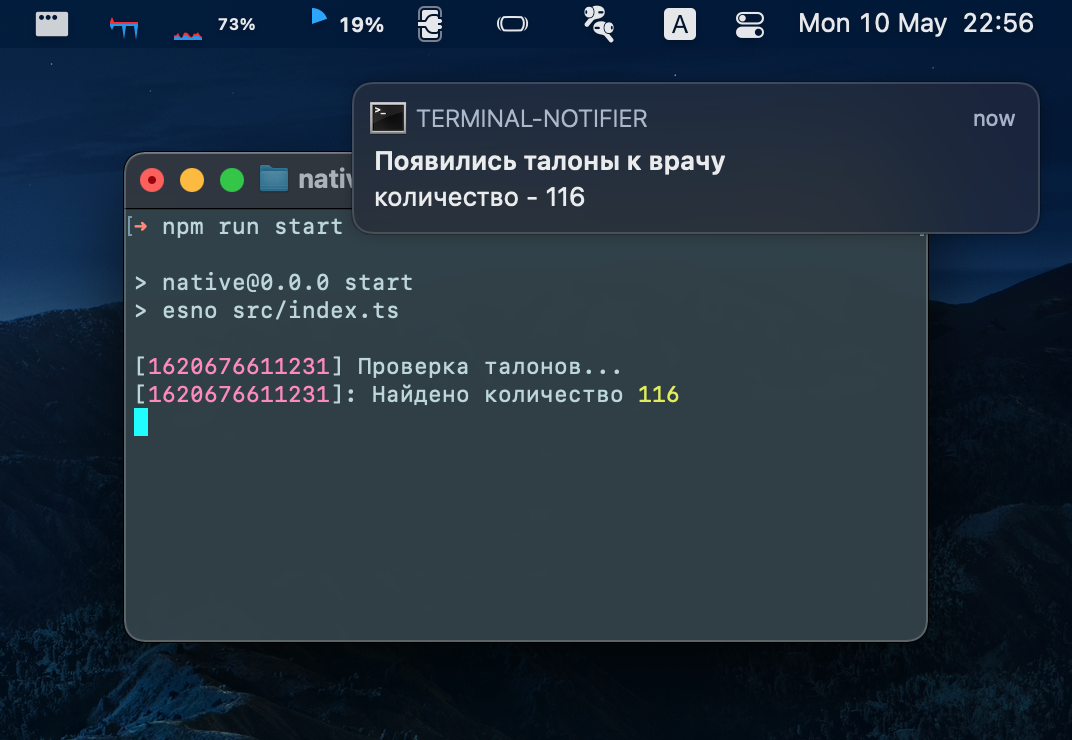 73%
19%
A
Mon 10 May 22:56
TERMINAL-NOTIFIER
now
Появились талоны к врачу
количество - 116
[➜ npm run start
> native@0.0.0 start
> esno src/index.ts
[1620676611231] Проверка талонов...
[1620676611231]: Найдено количество 116